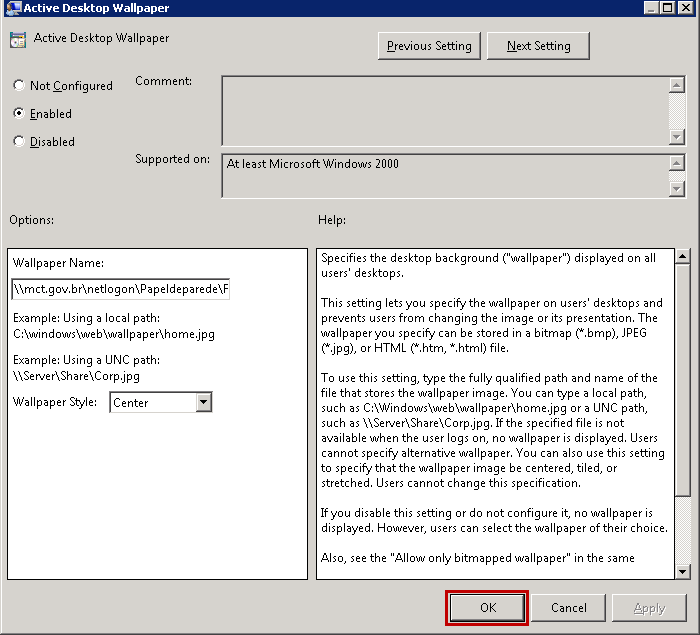 Active Desktop Wallpaper
Active Desktop Wallpaper
Previous Setting
Next Setting
Not Configured
Comment:
Enabled
Disabled
Supported on:
At least Microsoft Windows 2000
Options:
Help:
Wallpaper Name:
\\mct.gov.br\netlogon\Papeldeparede\F
Example: Using a local path:
C:\windows\web\wallpaper\home.jpg
Example: Using a UNC path:
\\Server\Share\Corp.jpg
Wallpaper Style:
Center
Specifies the desktop background ("wallpaper") displayed on all
users' desktops.
This setting lets you specify the wallpaper on users' desktops and
prevents users from changing the image or its presentation. The
wallpaper you specify can be stored in a bitmap (*.bmp), JPEG
(*.jpg), or HTML (*.htm, *.html) file.
To use this setting, type the fully qualified path and name of the
file that stores the wallpaper image. You can type a local path,
such as C:\Windows\web\wallpaper\home.jpg or a UNC path,
such as \\Server\Share\Corp.jpg. If the specified file is not
available when the user logs on, no wallpaper is displayed. Users
cannot specify alternative wallpaper. You can also use this setting
to specify that the wallpaper image be centered, tiled, or
stretched. Users cannot change this specification.
If you disable this setting or do not configure it, no wallpaper is
displayed. However, users can select the wallpaper of their choice.
Also, see the "Allow only bitmapped wallpaper" in the same
OK
Cancel
Apply